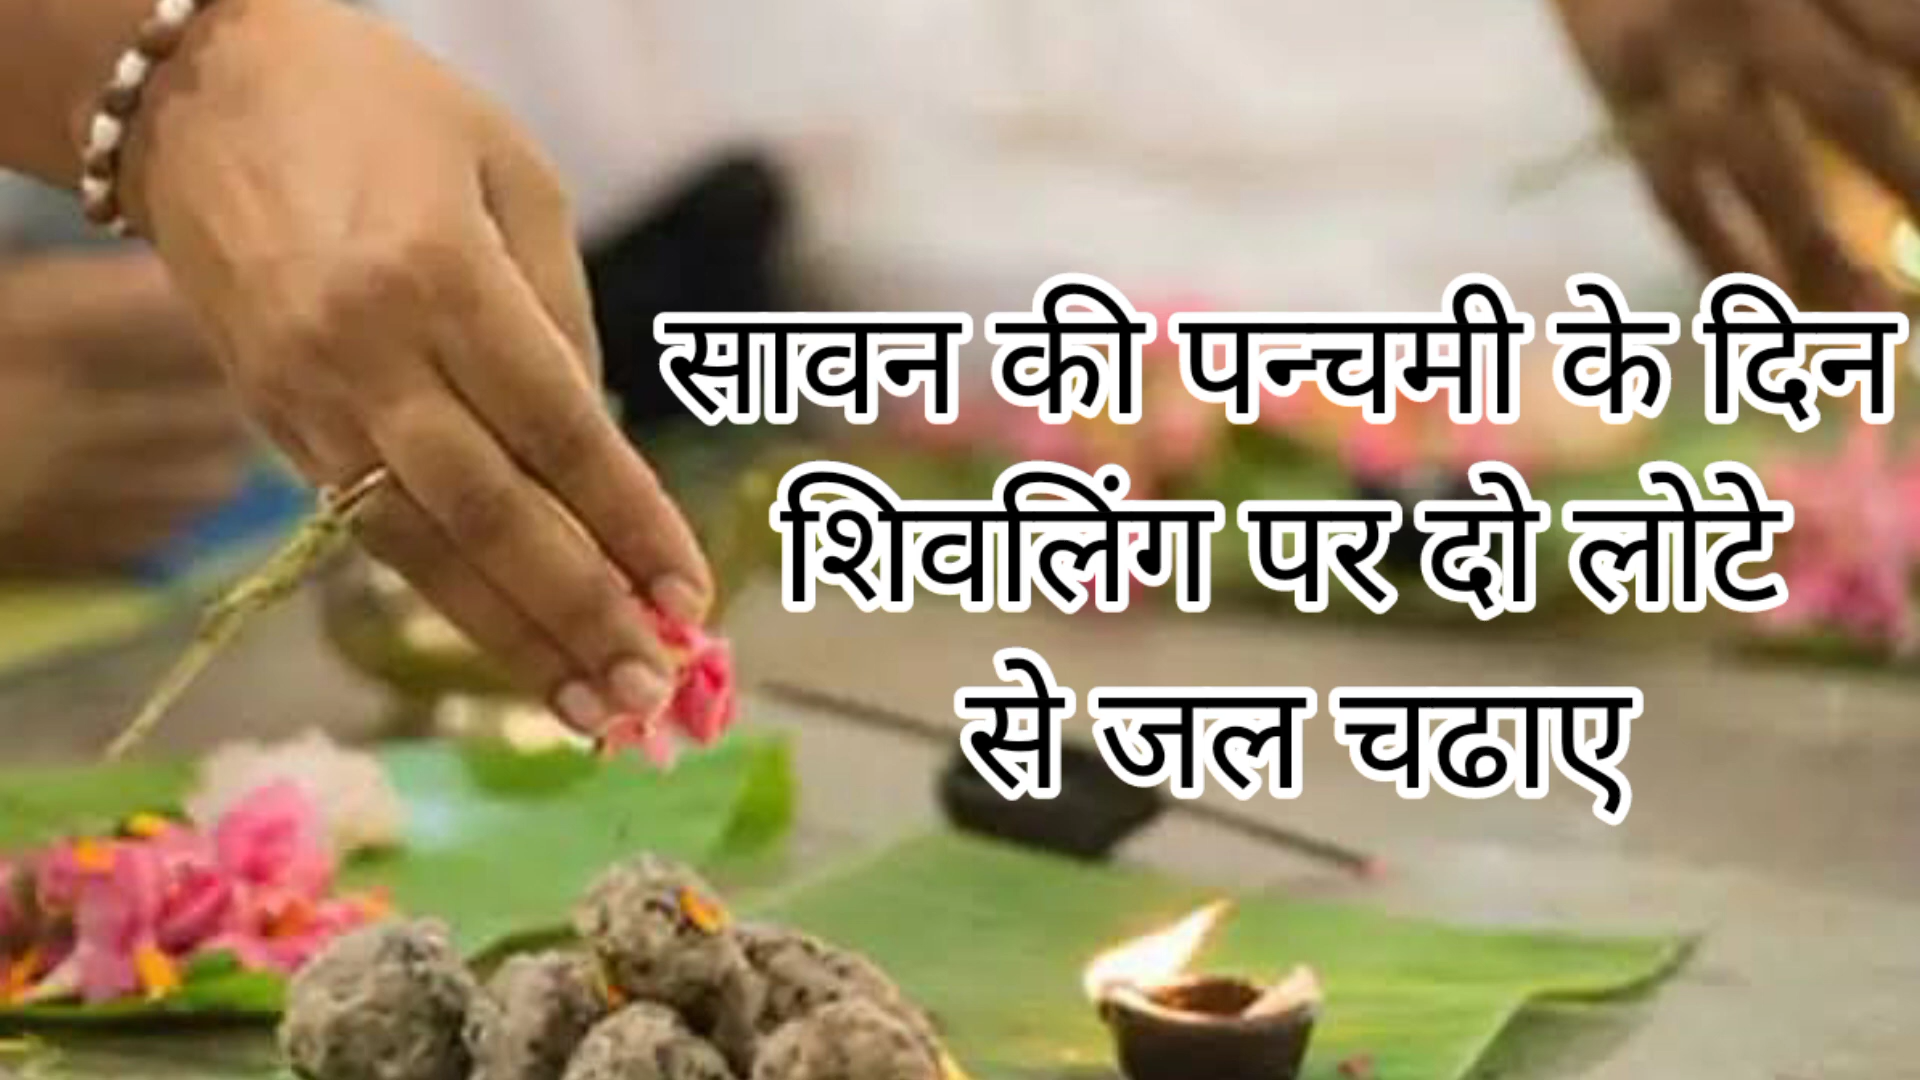 सावन की पन्चमी के दिन
शिवलिंग पर दो लोटे
से जल चढाए